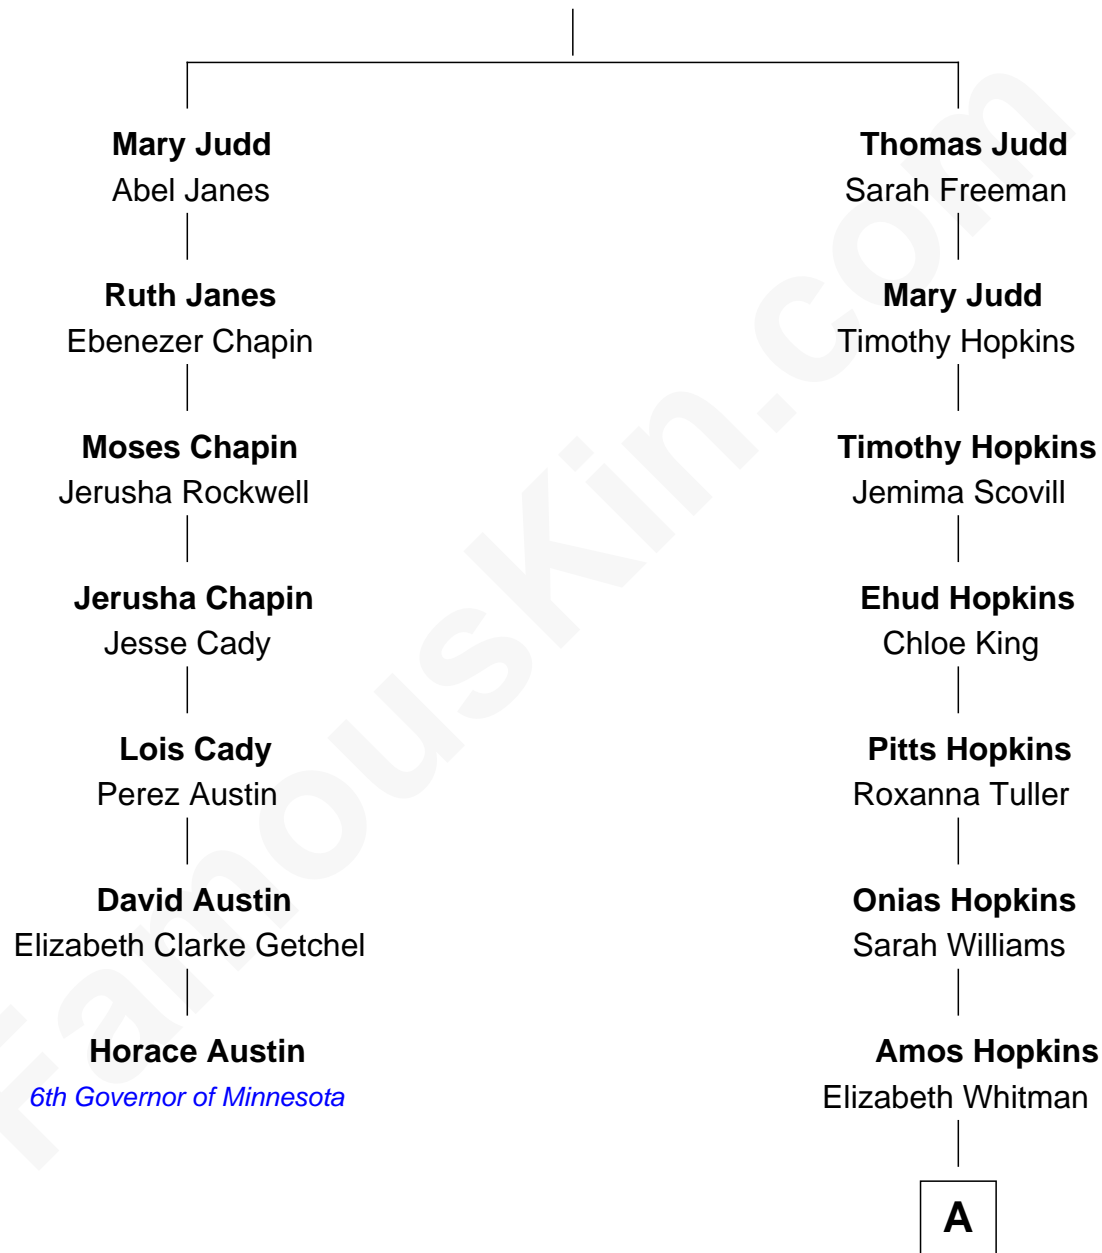 Mary Judd
Abel Janes
Ruth Janes
Ebenezer Chapin
Moses Chapin
Jerusha Rockwell
Jerusha Chapin
Jesse Cady
Lois Cady
Perez Austin
David Austin
Elizabeth Clarke Getchel
Horace Austin
6th Governor of Minnesota
Thomas Judd
Sarah Freeman
Mary Judd
Timothy Hopkins
Timothy Hopkins
Jemima Scovill
Ehud Hopkins
Chloe King
Pitts Hopkins
Roxanna Tuller
Onias Hopkins
Sarah Williams
Amos Hopkins
Elizabeth Whitman
A
FamousKin.com